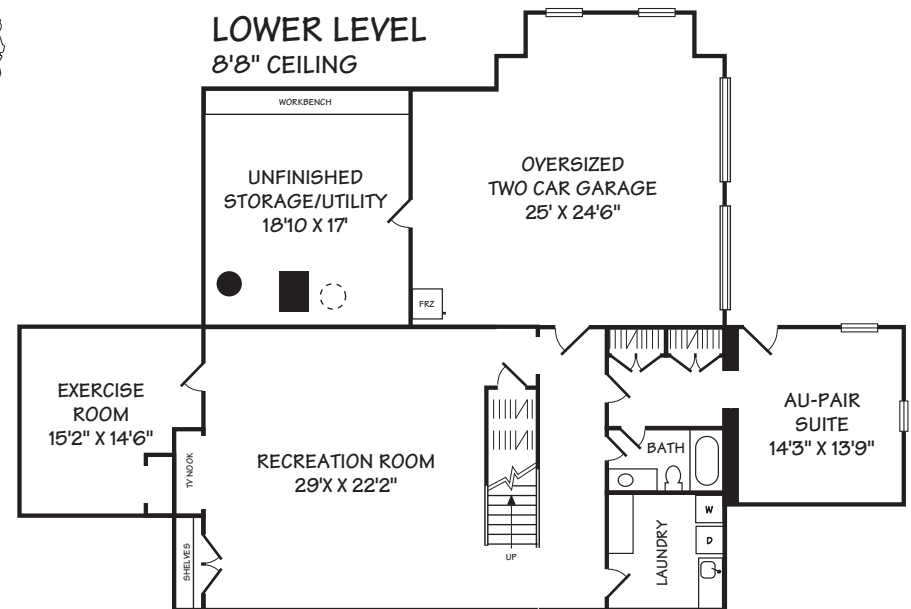 LOWER LEVEL
8'8" CEILING
WORKBENCH
UNFINISHED
STORAGE/UTILITY
18'10 X 17'
OVERSIZED
TWO CAR GARAGE
25' X 24'6"
FRZ
EXERCISE
ROOM
15'2" X 14'6"
TV NOOK
RECREATION ROOM
29'X X 22'2"
AU-PAIR
SUITE
14'3" X 13'9"
BATH
W
D
LAUNDRY
SHELVES
UP